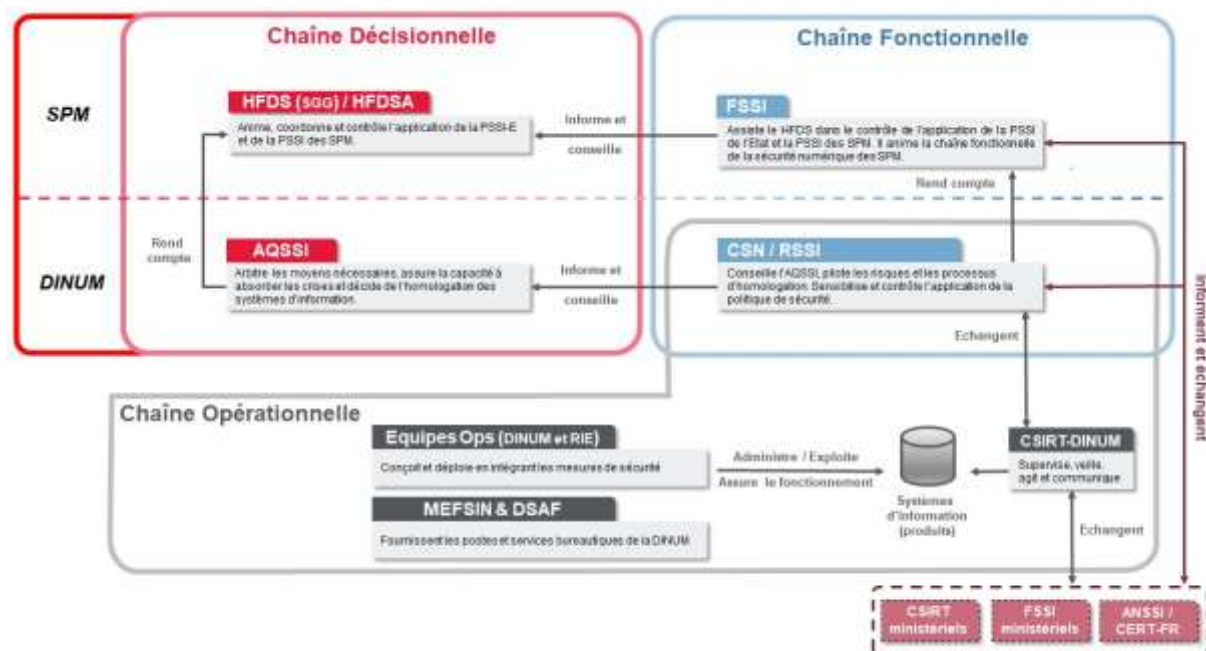 Chaîne Décisionnelle
Chaîne Fonctionnelle
SPM
HFDS (SGG) / HFDSA
Anime, coordonne et contrôle l'application de la PSSI-E
et de la PSSI des SPM.
Informe et
conseille
FSSI
Assiste le HFDS dans le contrôle de l'application de la PSSI
de l'Etat et la PSSI des SPM. Il anime la chaîne fonctionnelle
de la sécurité numérique des SPM.
Rend compte
DINUM
Rend
compte
AQSSI
Arbitre les moyens nécessaires, assure la capacité à
absorber les crises et décide de l'homologation des
systèmes d'information.
Informe et
conseille
CSN / RSSI
Conseille l'AQSSI, pilote les risques et les processus
d'homologation. Sensibilise et contrôle l'application de la
politique de sécurité.
Echangent
Informent et échangent
Chaîne Opérationnelle
Equipes Ops (DINUM et RIE)
Conçoit et déploie en intégrant les mesures de sécurité
Administre / Exploite
Assure le fonctionnement
MEFSIN & DSAF
Fournissent les postes et services bureautiques de la DINUM
Systèmes
d'information
(produits)
CSIRT-DINUM
Supervise, veille,
agit et communique
Echangent
CSIRT
ministériels
FSSI
ministériels
ANSSI /
CERT-FR